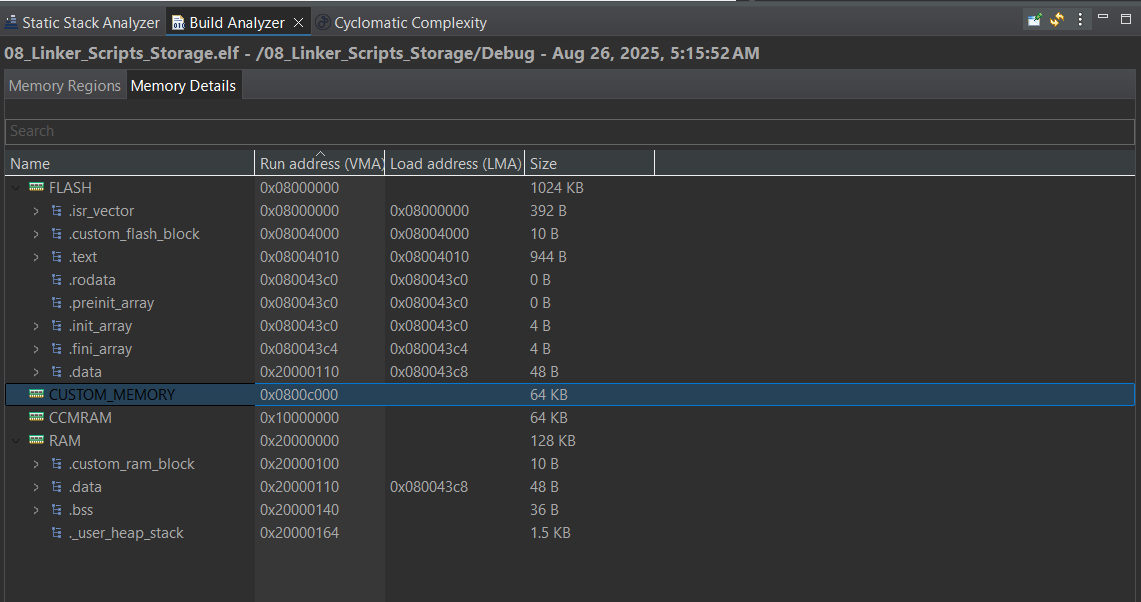 Static Stack Analyzer Build Analyzer Cyclomatic Complexity
08_Linker_Scripts_Storage.elf - /08_Linker_Scripts_Storage/Debug - Aug 26, 2025, 5:15:52 AM
Memory Regions Memory Details
Search
Name Run address (VMA) Load address (LMA) Size
FLASH 0x08000000 1024 KB
.isr_vector 0x08000000 0x08000000 392 B
.custom_flash_block 0x08004000 0x08004000 10 B
.text 0x08004010 0x08004010 944 B
.rodata 0x080043c0 0x080043c0 0 B
.preinit_array 0x080043c0 0x080043c0 0 B
.init_array 0x080043c0 0x080043c0 4 B
.fini_array 0x080043c4 0x080043c4 4 B
.data 0x20000110 0x080043c8 48 B
CUSTOM_MEMORY 0x0800c000 64 KB
CCMRAM 0x10000000 64 KB
RAM 0x20000000 128 KB
.custom_ram_block 0x20000100 10 B
.data 0x20000110 0x080043c8 48 B
.bss 0x20000140 36 B
._user_heap_stack 0x20000164 1.5 KB